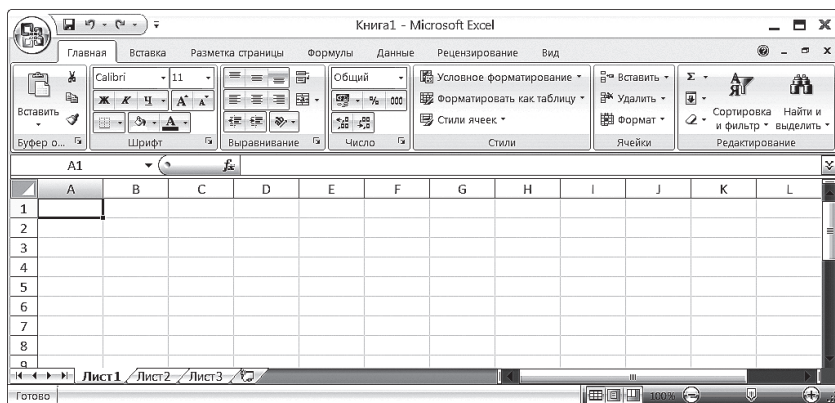 Книга1 - Microsoft Excel
Главная Вставка Разметка страницы Формулы Данные Рецензирование Вид
Calibri 11 Общий Условное форматирование Вставить Σ
Вставить Ж К Ч А А % 000 Форматировать как таблицу Удалить Сортировка и фильтр Найти и выделить
А Стили ячеек Формат
Буфер о... Шрифт Выравнивание Число Стили Ячейки Редактирование
A1 fx
A B C D E F G H I J K L
1
2
3
4
5
6
7
8
9
Лист1 Лист2 Лист3
Готово 100%